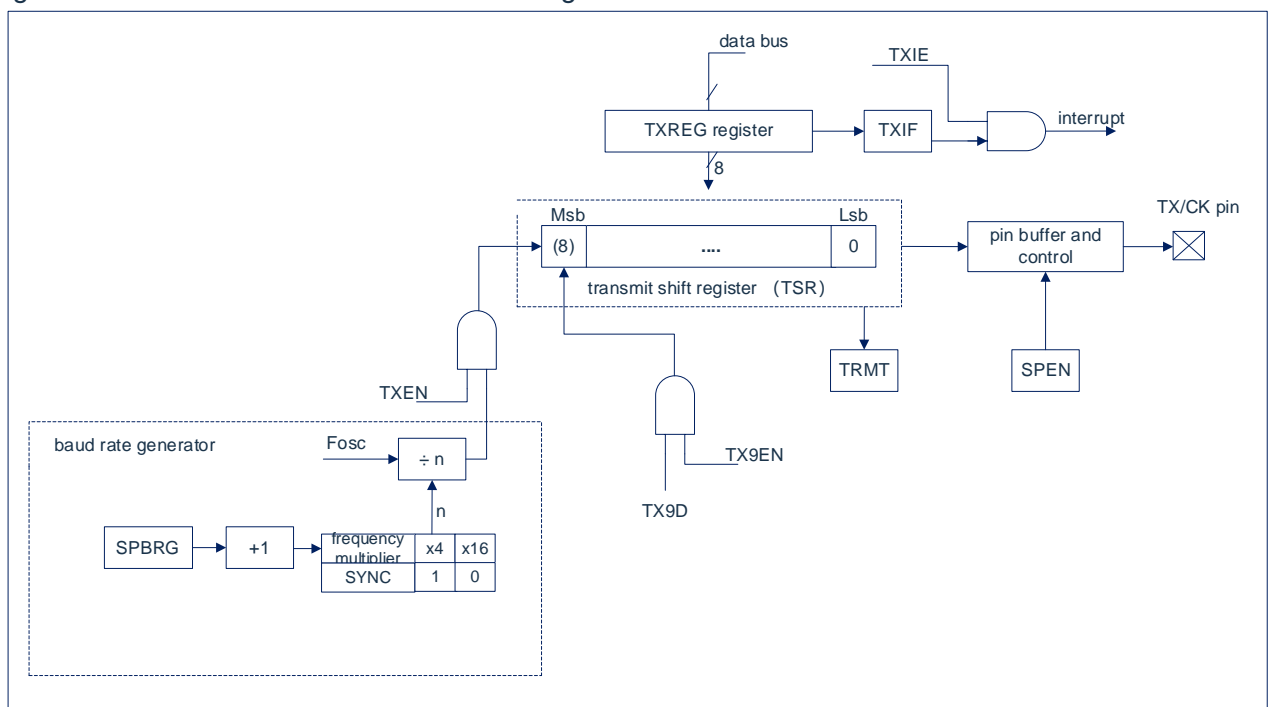 data bus
TXIE
TXREG register
TXIF
interrupt
8
Msb
Lsb
(8)
....
0
transmit shift register (TSR)
TX/CK pin
pin buffer and
control
TRMT
SPEN
TXEN
TX9EN
TX9D
baud rate generator
Fosc
÷ n
n
SPBRG
+1
frequency
multiplier
x4
x16
SYNC
1
0